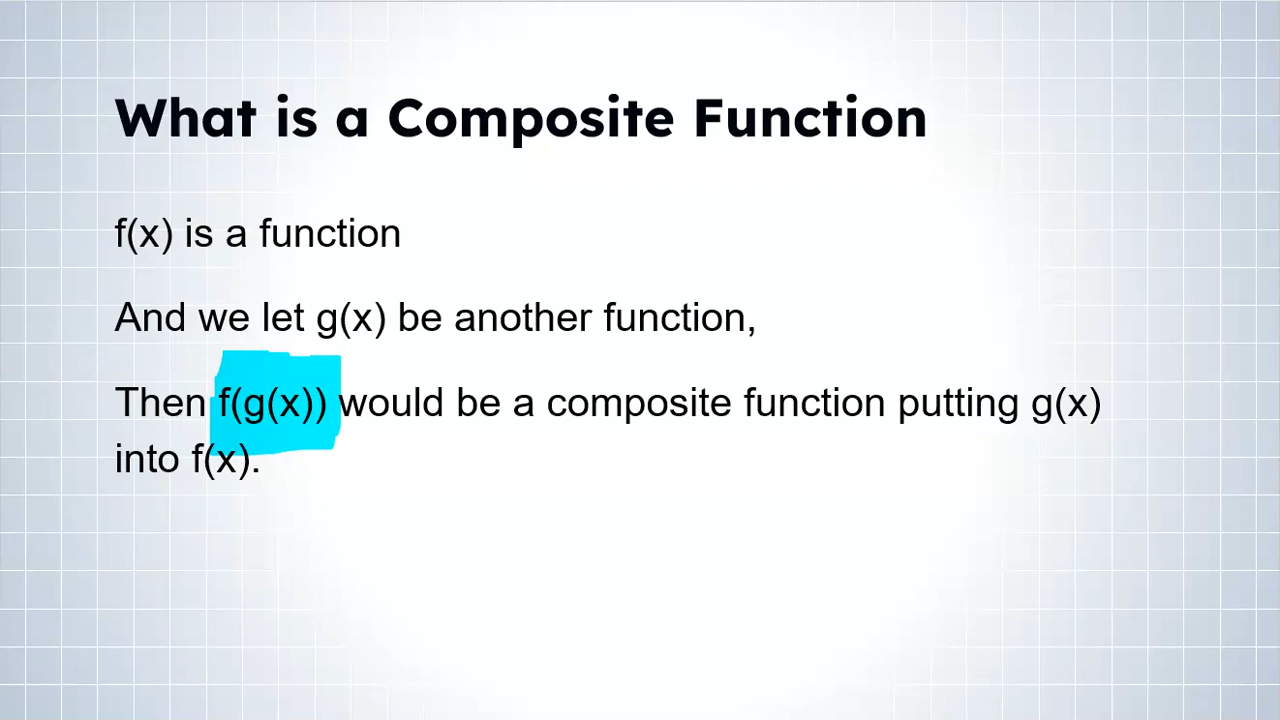 What is a Composite Function
f(x) is a function
And we let g(x) be another function,
Then f(g(x)) would be a composite function putting g(x)
into f(x).